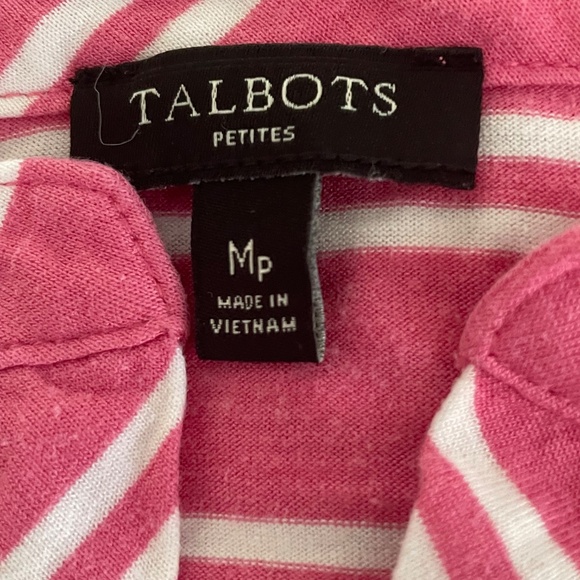 TALBOTS
PETITES
Mp
MADE IN
VIETNAM